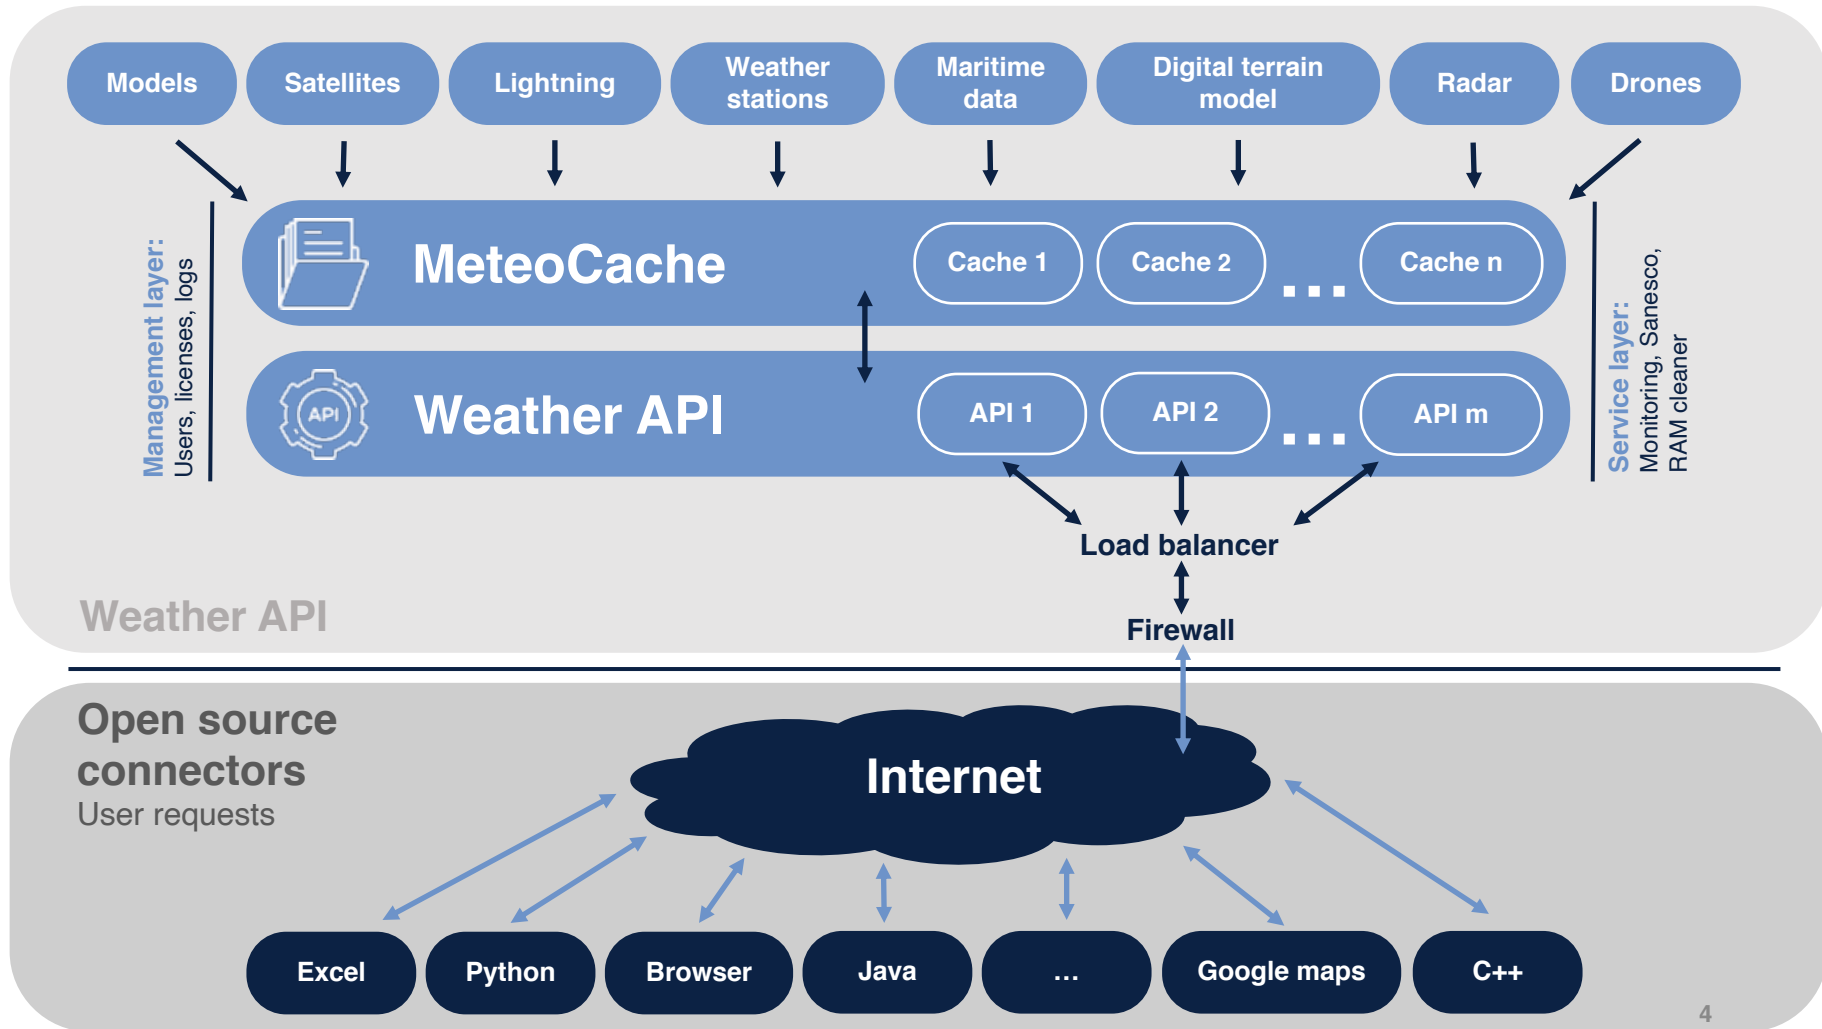 Models
Satellites
Lightning
Weather
stations
Maritime
data
Digital terrain
model
Radar
Drones
Management layer:
Users, licenses, logs
MeteoCache
Cache 1
Cache 2
...
Cache n
Service layer:
Monitoring, Sanesco,
RAM cleaner
API
Weather API
API 1
API 2
...
API m
Load balancer
Firewall
Weather API
Open source
connectors
User requests
Internet
Excel
Python
Browser
Java
...
Google maps
C++
4